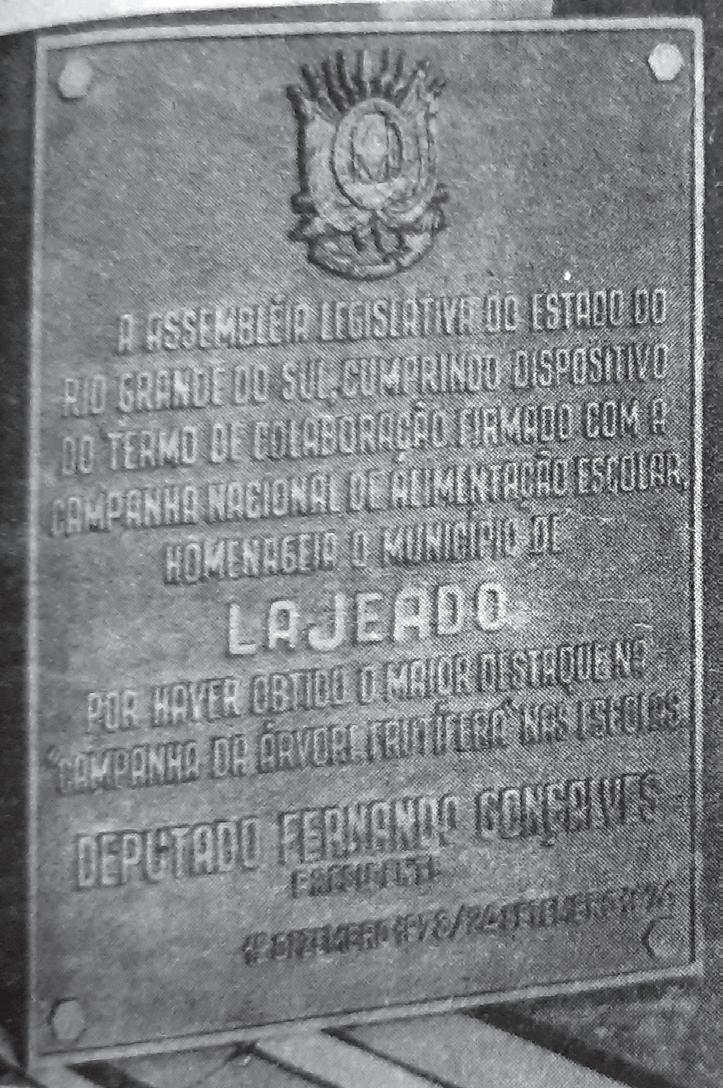 A ASSEMBLÉIA LEGISLATIVA DO ESTADO DO
RIO GRANDE DO SUL, CUMPRINDO DISPOSITIVO
DO TERMO DE COLABORAÇÃO FIRMADO COM A
CAMPANHA NACIONAL DE ALIMENTAÇÃO ESCOLAR,
HOMENAGEIA O MUNICÍPIO DE
LAJEADO
POR HAVER OBTIDO O MAIOR DESTAQUE NA
"CAMPANHA DA ÁRVORE FRUTÍFERA" NAS ESCOLAS.
DEPUTADO FERNANDO GONÇALVES
PRESIDENTE